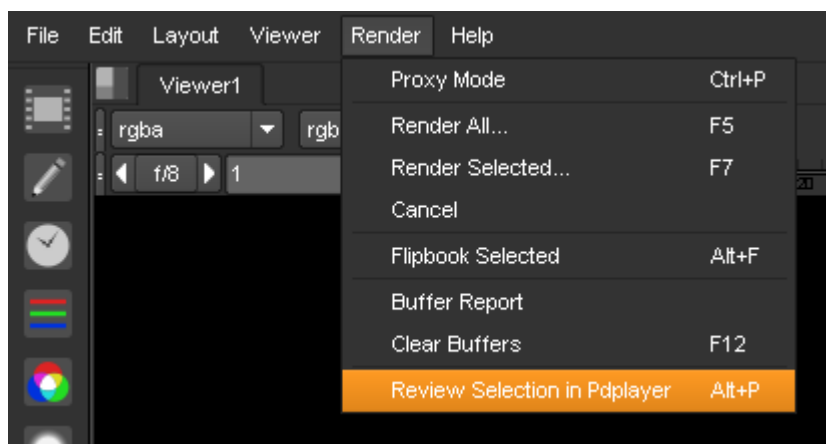 File Edit Layout Viewer Render Help
Viewer1
Proxy Mode Ctrl+P
rgba rgb
Render All... F5
f/8 1
Render Selected... F7
20
Cancel
Flipbook Selected Alt+F
Buffer Report
Clear Buffers F12
Review Selection in Pdplayer Alt+P